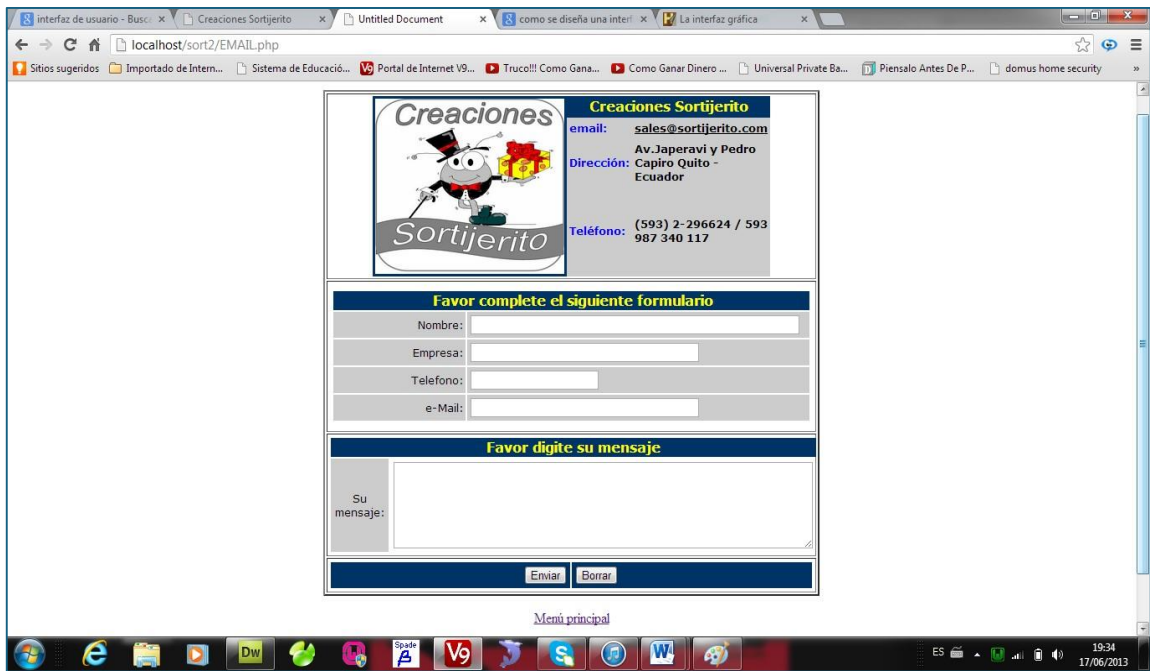 interfaz de usuario - Busc
Creaciones Sortijerito
Untitled Document
como se diseña una interf
La interfaz gráfica
localhost/sort2/EMAIL.php
Sitios sugeridos
Importado de Intern...
Sistema de Educació...
Portal de Internet V9...
Truco!!! Como Gana...
Como Ganar Dinero ...
Universal Private Ba...
Piensalo Antes De P...
domus home security
»
Creaciones
Sortijerito
Creaciones Sortijerito
email: sales@sortijerito.com
Dirección: Av.Japeravi y Pedro
Capiro Quito -
Ecuador
Teléfono: (593) 2-296624 / 593
987 340 117
Favor complete el siguiente formulario
Nombre:
Empresa:
Telefono:
e-Mail:
Favor digite su mensaje
Su
mensaje:
Enviar Borrar
Menú principal
Dw
Spade
β
V9
S
W
ES
19:34
17/06/2013